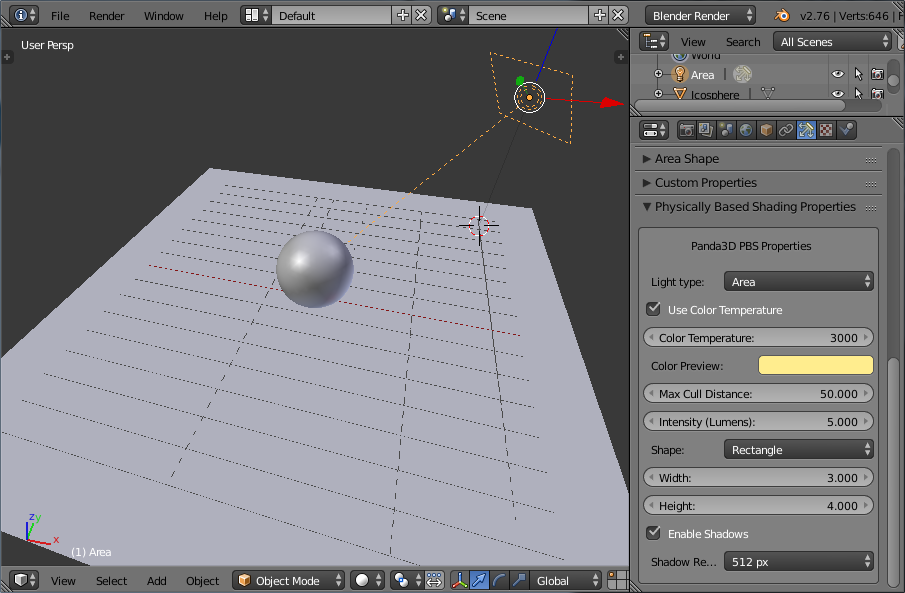 File Render Window Help Default Scene Blender Render v2.76 | Verts:646 | F
User Persp
View Search All Scenes
World
Area
Icosphere
Area Shape
Custom Properties
Physically Based Shading Properties
Panda3D PBS Properties
Light type: Area
Use Color Temperature
Color Temperature: 3000
Color Preview:
Max Cull Distance: 50.000
Intensity (Lumens): 5.000
Shape: Rectangle
Width: 3.000
Height: 4.000
Enable Shadows
Shadow Re... 512 px
z
y
x
(1) Area
View Select Add Object Object Mode Global